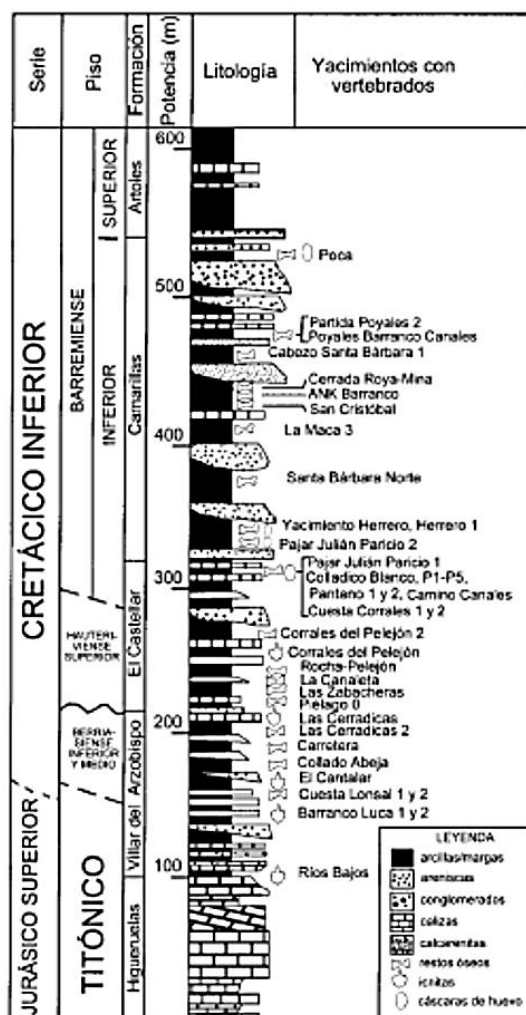 Serie
Piso
Formación
Potencia (m)
Litología
Yacimientos con
vertebrados
CRETÁCICO INFERIOR
JURÁSICO SUPERIOR
BARREMIENSE
SUPERIOR
INFERIOR
HAUTERI-
VIENSE
SUPERIOR
BERRIA-
SIENSE
INFERIOR
Y MEDIO
TITÓNICO
Artoles
Camarillas
El Castellar
Villar del Arzobispo
Higueruelas
600
500
400
300
200
100
Poca
Partida Poyales 2
Poyales Barranco Canales
Cabezo Santa Bárbara 1
Cerrada Roya-Mina
ANK Barranco
San Cristóbal
La Maca 3
Santa Bárbara Norte
Yacimiento Herrero, Herrero 1
Pajar Julián Paricio 2
Pajar Julián Paricio 1
Colladico Blanco, P1-P5,
Pantano 1 y 2, Camino Canales
Cuesta Corrales 1 y 2
Corrales del Pelejón 2
Corrales del Pelejón
Rocha-Pelejón
La Canaleta
Las Zabacheras
Piélago 0
Las Cerradicas
Las Cerradicas 2
Carretera
Collado Abeja
El Cantalar
Cuesta Lonsal 1 y 2
Barranco Luca 1 y 2
Ríos Bajos
LEYENDA
arcillas/margas
areniscas
conglomerados
calizas
calcarenitas
restos óseos
icnitas
cáscaras de huevo